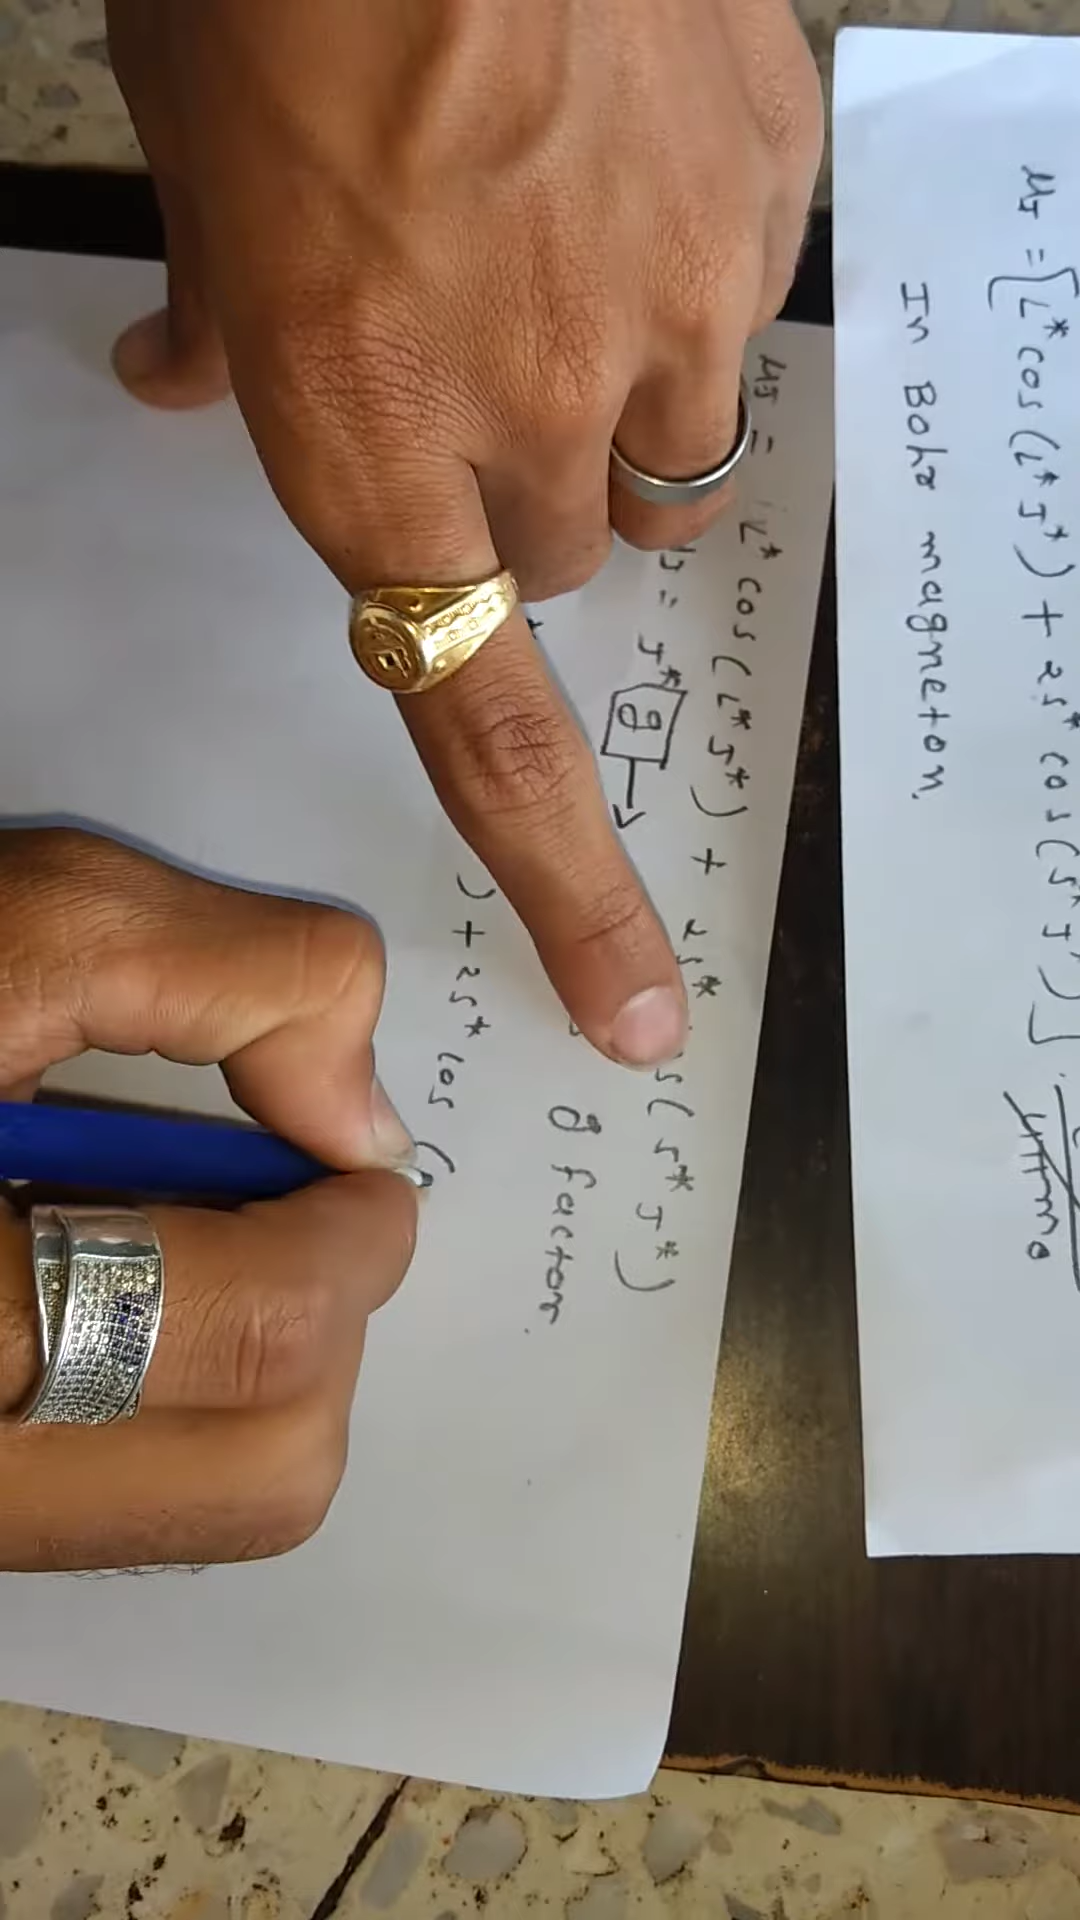 μJ = [L* cos (L* J*) + 2S* cos (S* J*)]
In Bohr magneton.
μJ = L* cos (L* J*) + 2S* s (S* J*)
μJ = J* g →
g factor.
) + 2S* cos (